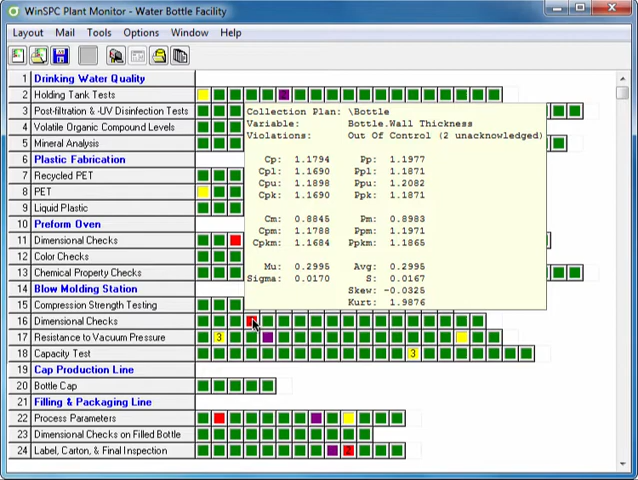 WinSPC Plant Monitor - Water Bottle Facility
Layout Mark Tools Options Window Help
1 Drinking Water Quality
2 Holding Tank Tests 2
3 Post-filtration & -UV Disinfection Tests
4 Volatile Organic Compound Levels
5 Mineral Analysis
6 Plastic Fabrication
7 Recycled PET
8 PET
9 Liquid Plastic
10 Preform Oven
11 Dimensional Checks
12 Color Checks
13 Chemical Property Checks
14 Blow Molding Station
15 Compression Strength Testing
16 Dimensional Checks
17 Resistance to Vacuum Pressure 3
18 Capacity Test 3
19 Cap Production Line
20 Bottle Cap
21 Filling & Packaging Line
22 Process Parameters
23 Dimensional Checks on Filled Bottle
24 Label, Carton, & Final Inspection 2
Collection Plan: \Bottle
Variable: Bottle.Wall Thickness
Violations: Out Of Control (2 unacknowledged)
Cp: 1.1794 Pp: 1.1977
Cpl: 1.1690 Ppl: 1.1871
Cpu: 1.1898 Ppu: 1.2082
Cpk: 1.1690 Ppk: 1.1871
Cm: 0.8845 Pm: 0.8983
Cpm: 1.1788 Ppm: 1.1971
Cpkm: 1.1684 Ppkm: 1.1865
Mu: 0.2995 Avg: 0.2995
Sigma: 0.0170 S: 0.0167
Skew: -0.0325
Kurt: 1.9876